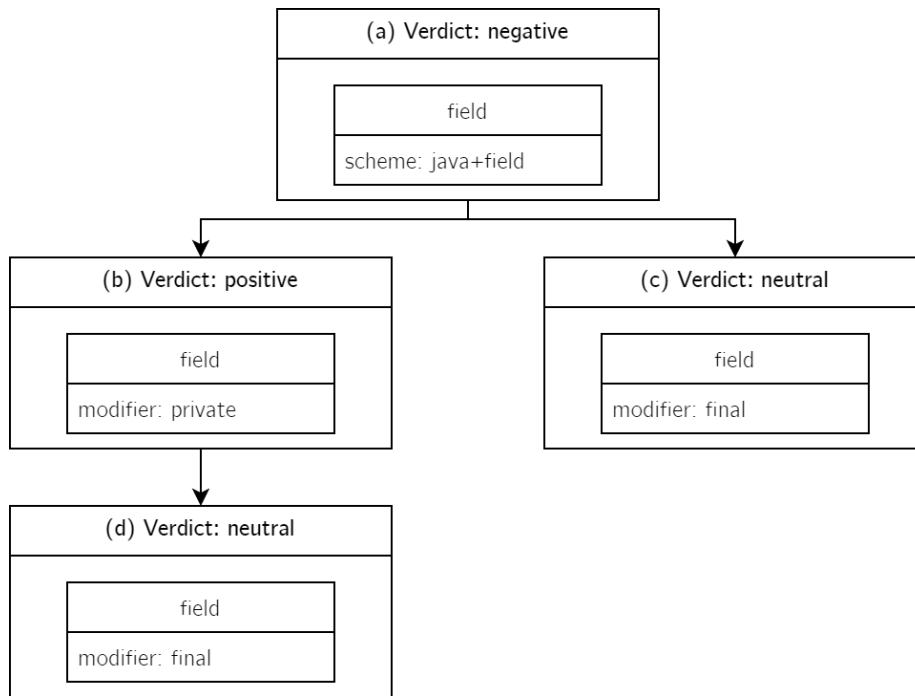 (a) Verdict: negative
field
scheme: java+field
(b) Verdict: positive
field
modifier: private
(c) Verdict: neutral
field
modifier: final
(d) Verdict: neutral
field
modifier: final